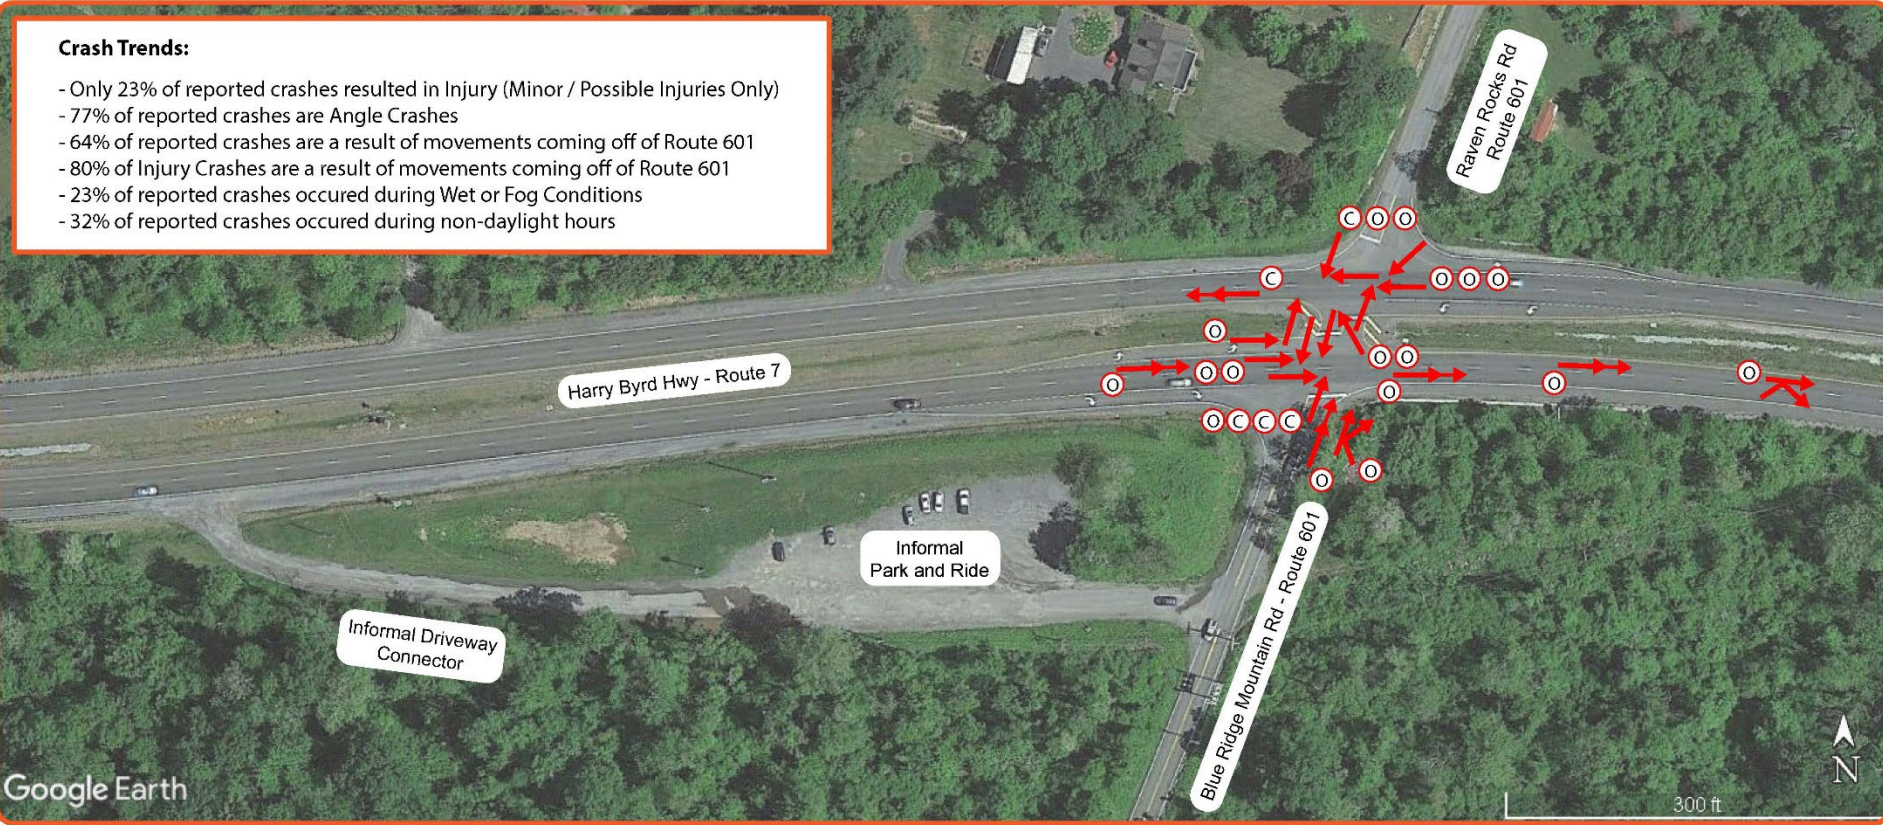 Crash Trends:
- Only 23% of reported crashes resulted in Injury (Minor / Possible Injuries Only)
- 77% of reported crashes are Angle Crashes
- 64% of reported crashes are a result of movements coming off of Route 601
- 80% of Injury Crashes are a result of movements coming off of Route 601
- 23% of reported crashes occured during Wet or Fog Conditions
- 32% of reported crashes occured during non-daylight hours
Raven Rocks Rd
Route 601
C O O
C
O O O
O
Harry Byrd Hwy - Route 7
O
O O
O O
O
O
O
O C C C
O
O
Informal
Park and Ride
Blue Ridge Mountain Rd - Route 601
Informal Driveway
Connector
N
Google Earth
300 ft